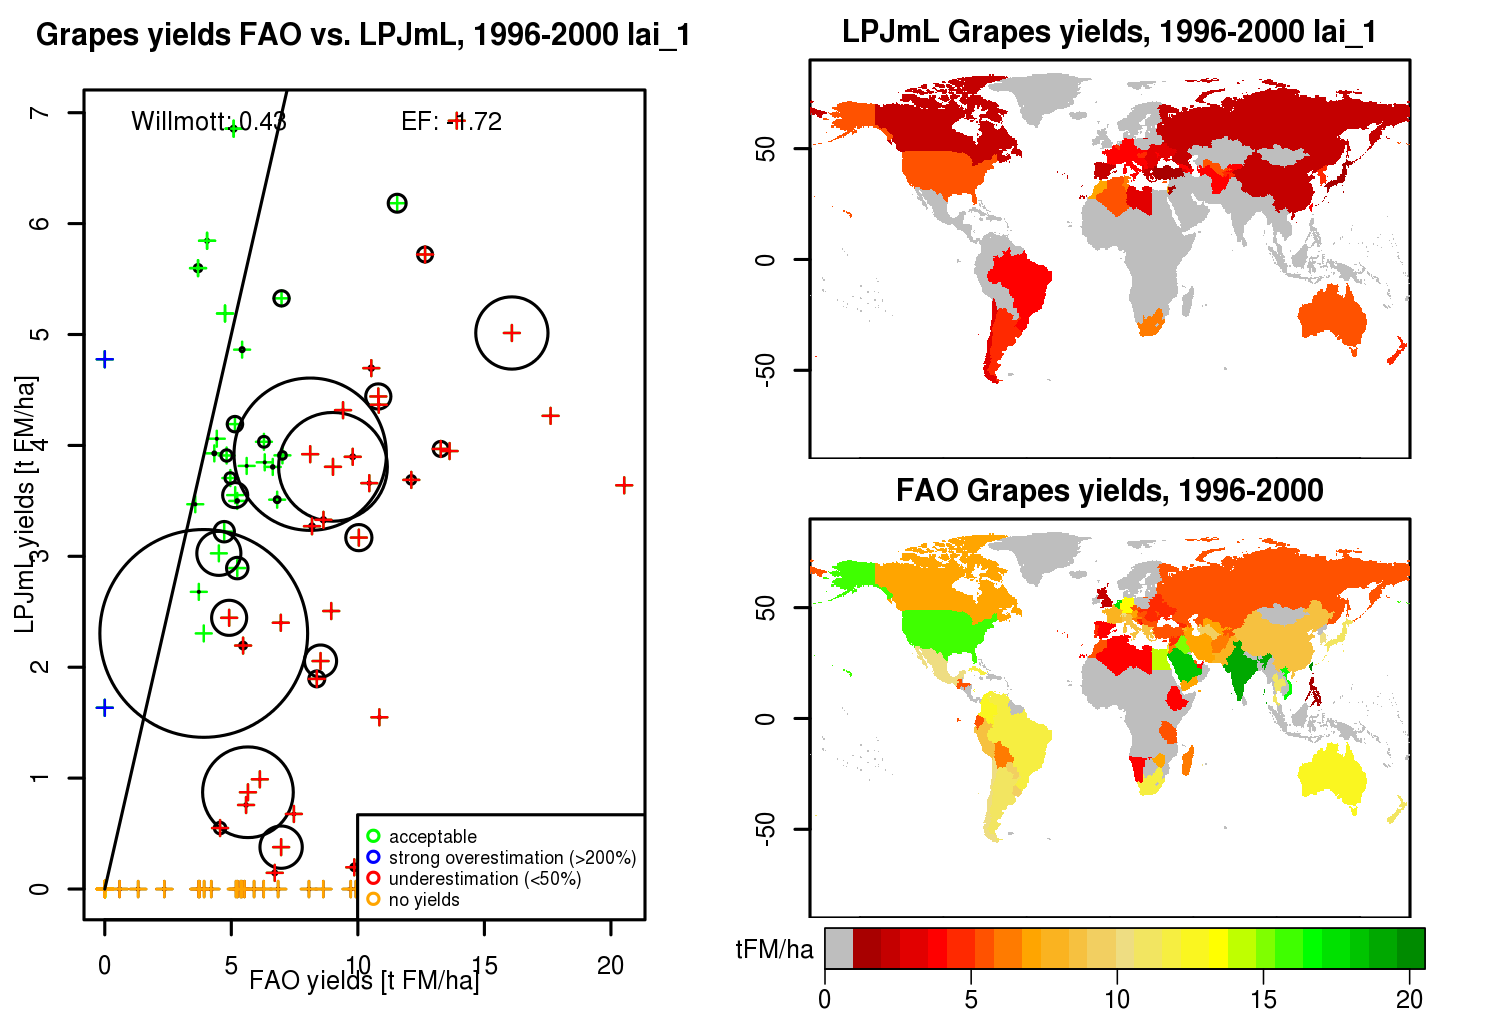 Grapes yields FAO vs. LPJmL, 1996-2000 lai_1
Willmott: 0.43
EF: -1.72
7
6
5
4
3
2
1
0
LPJmL yields [t FM/ha]
acceptable
strong overestimation (>200%)
underestimation (<50%)
no yields
0
5
10
15
20
FAO yields [t FM/ha]
LPJmL Grapes yields, 1996-2000 lai_1
50
0
-50
FAO Grapes yields, 1996-2000
50
0
-50
tFM/ha
0
5
10
15
20